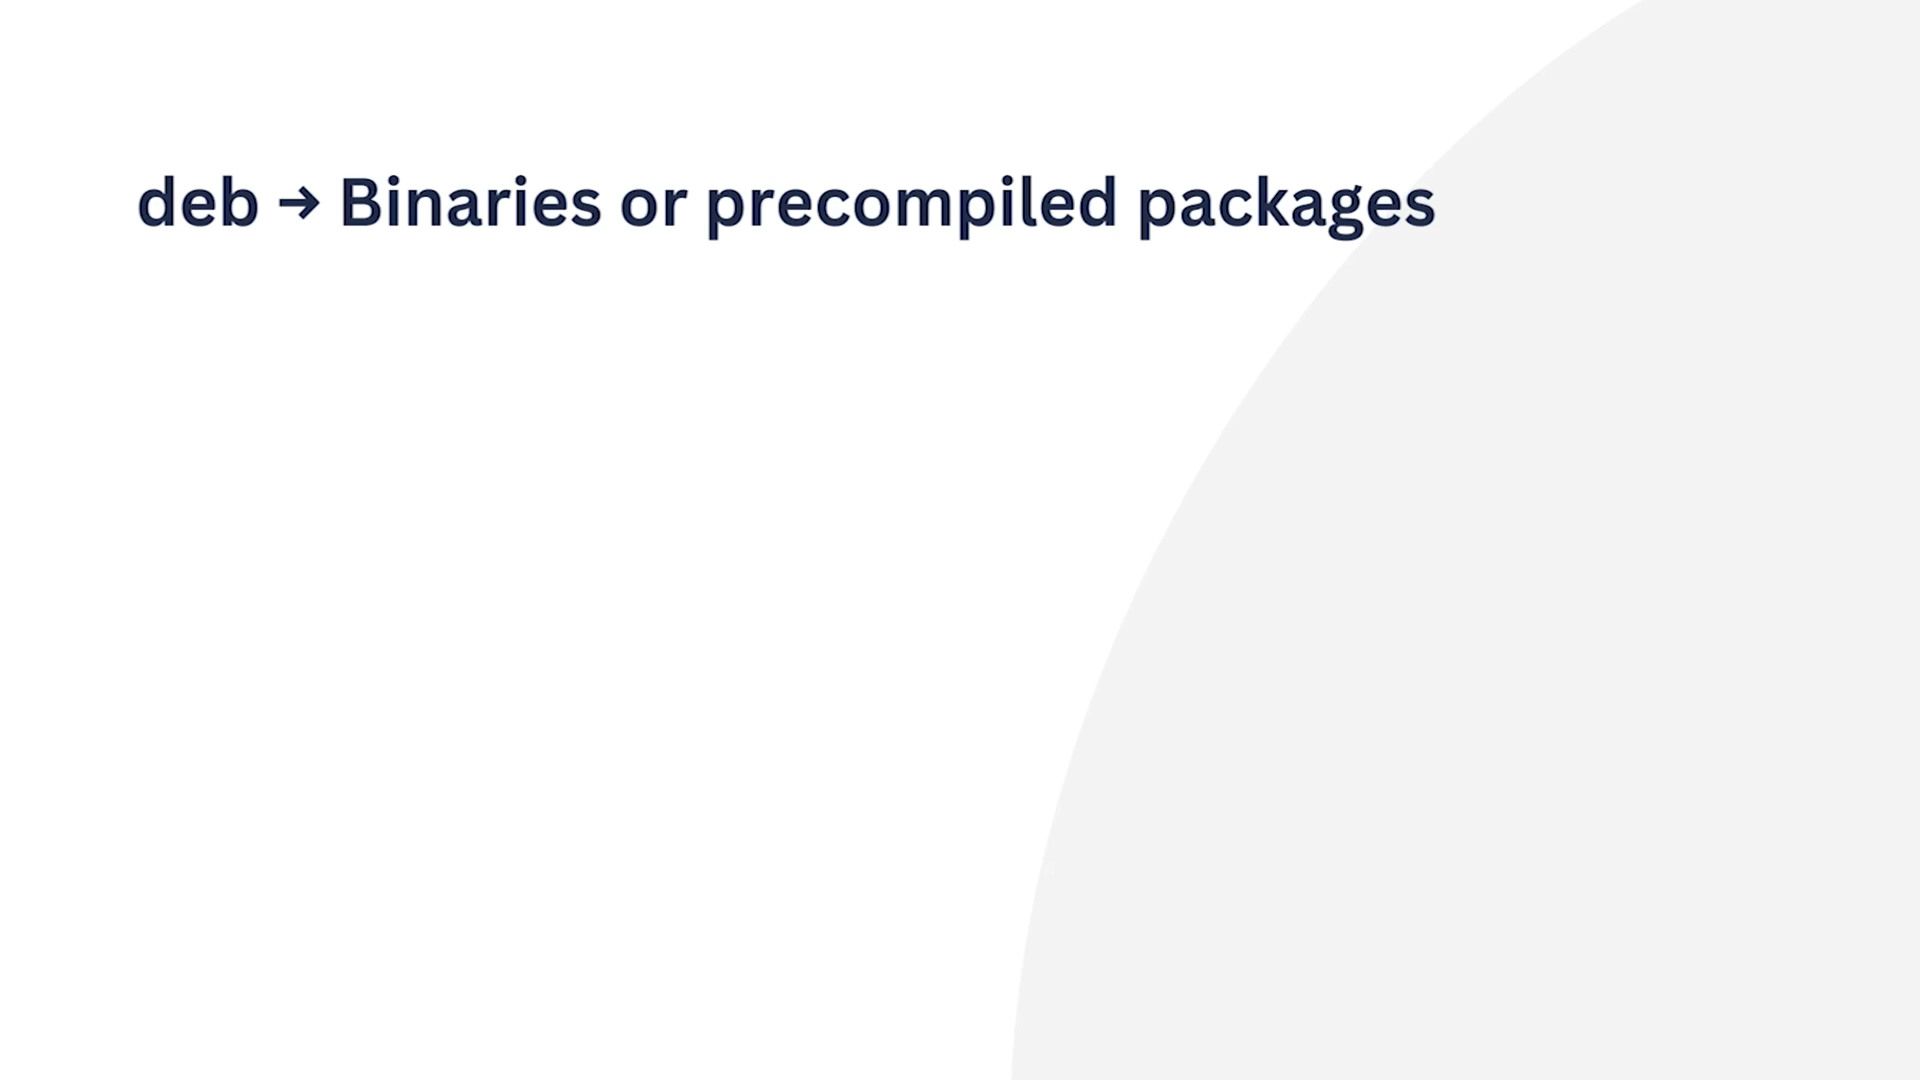 deb → Binaries or precompiled packages